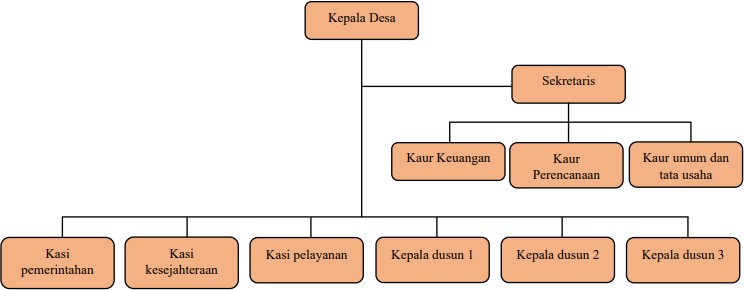 Kepala Desa
Sekretaris
Kaur Keuangan
Kaur
Perencanaan
Kaur umum dan
tata usaha
Kasi
pemerintahan
Kasi
kesejahteraan
Kasi pelayanan
Kepala dusun 1
Kepala dusun 2
Kepala dusun 3